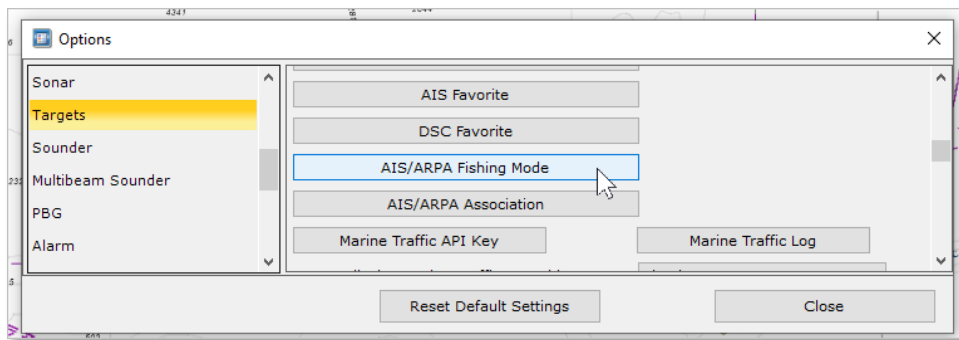 4341
Options
Sonar
Targets
Sounder
Multibeam Sounder
PBG
Alarm
AIS Favorite
DSC Favorite
AIS/ARPA Fishing Mode
AIS/ARPA Association
Marine Traffic API Key
Marine Traffic Log
Reset Default Settings
Close